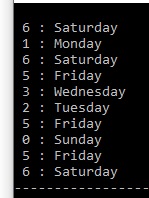 6 : Saturday
1 : Monday
6 : Saturday
5 : Friday
3 : Wednesday
2 : Tuesday
5 : Friday
0 : Sunday
5 : Friday
6 : Saturday
-----------------